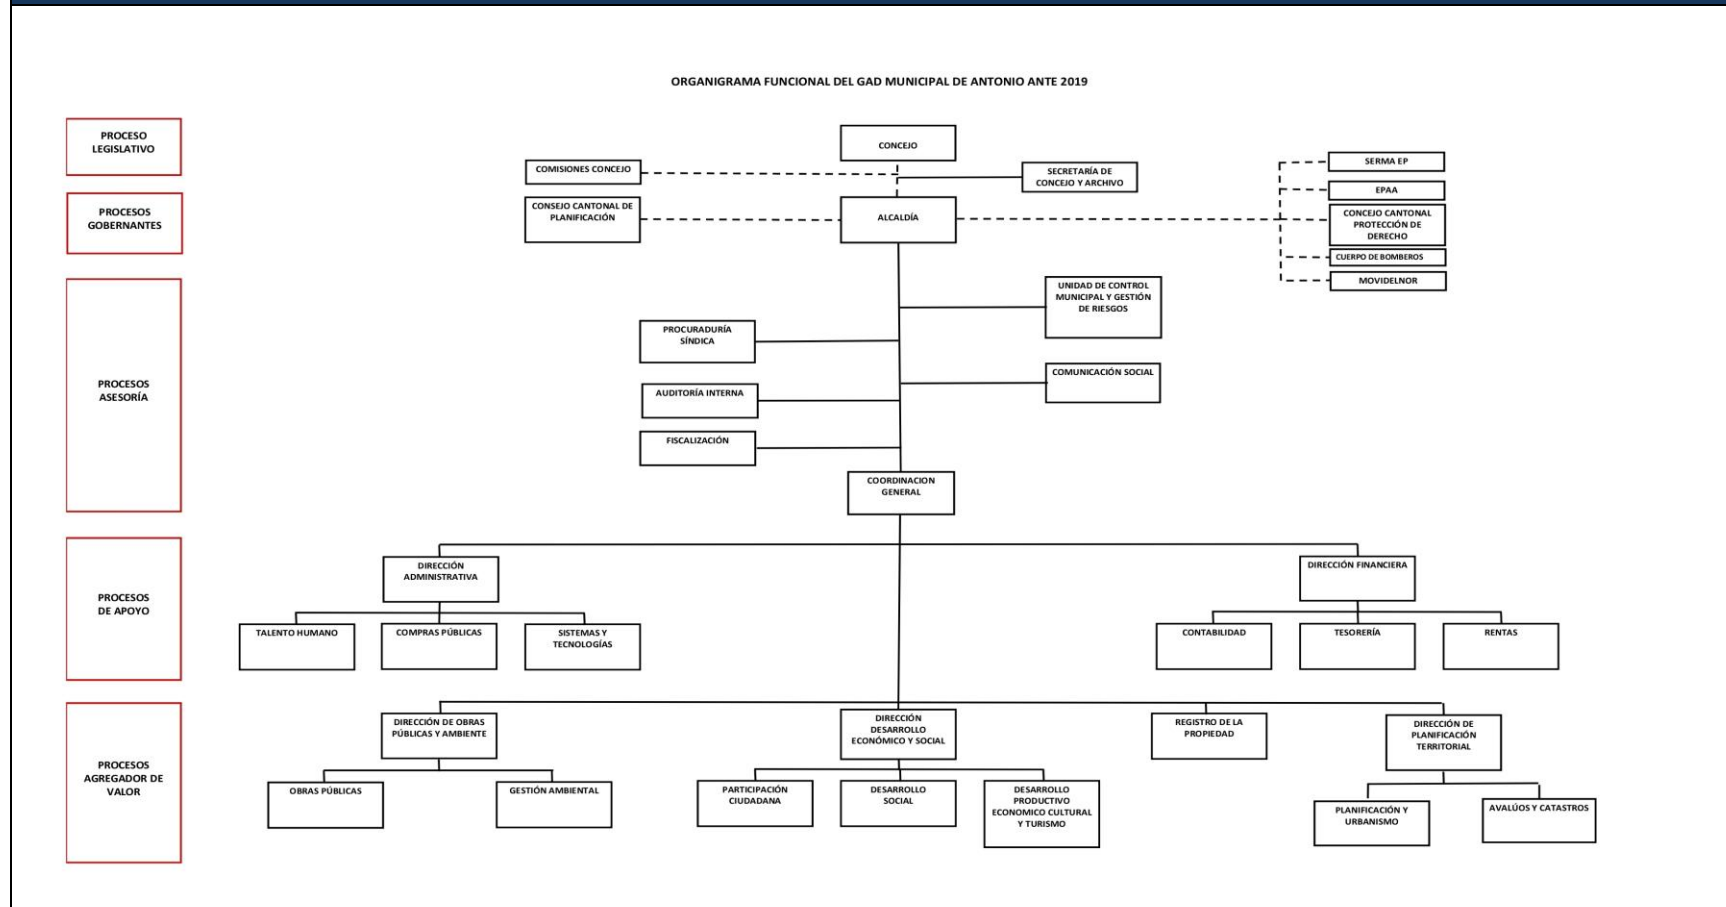 ORGANIGRAMA FUNCIONAL DEL GAD MUNICIPAL DE ANTONIO ANTE 2019
PROCESO
LEGISLATIVO
CONCEJO
COMISIONES CONCEJO
SECRETARÍA DE
CONCEJO Y ARCHIVO
SERMA EP
EPAA
PROCESOS
GOBERNANTES
CONSEJO CANTONAL DE
PLANIFICACIÓN
ALCALDÍA
CONCEJO CANTONAL
PROTECCIÓN DE
DERECHO
CUERPO DE BOMBEROS
MOVIDELNOR
PROCESOS
ASESORÍA
UNIDAD DE CONTROL
MUNICIPAL Y GESTIÓN
DE RIESGOS
PROCURADURÍA
SÍNDICA
COMUNICACIÓN SOCIAL
AUDITORÍA INTERNA
FISCALIZACIÓN
COORDINACION
GENERAL
PROCESOS
DE APOYO
DIRECCIÓN
ADMINISTRATIVA
DIRECCIÓN FINANCIERA
TALENTO HUMANO
COMPRAS PÚBLICAS
SISTEMAS Y
TECNOLOGÍAS
CONTABILIDAD
TESORERÍA
RENTAS
PROCESOS
AGREGADOR DE
VALOR
DIRECCIÓN DE OBRAS
PÚBLICAS Y AMBIENTE
DIRECCIÓN
DESARROLLO
ECONÓMICO Y SOCIAL
REGISTRO DE LA
PROPIEDAD
DIRECCIÓN DE
PLANIFICACIÓN
TERRITORIAL
OBRAS PÚBLICAS
GESTIÓN AMBIENTAL
PARTICIPACIÓN
CIUDADANA
DESARROLLO
SOCIAL
DESARROLLO
PRODUCTIVO
ECONOMICO CULTURAL
Y TURISMO
PLANIFICACIÓN Y
URBANISMO
AVALÚOS Y CATASTROS